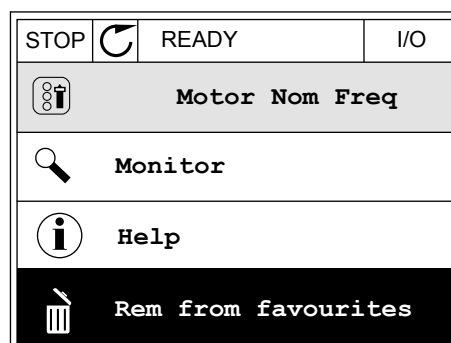 STOP READY I/O
Motor Nom Freq
Monitor
Help
Rem from favourites